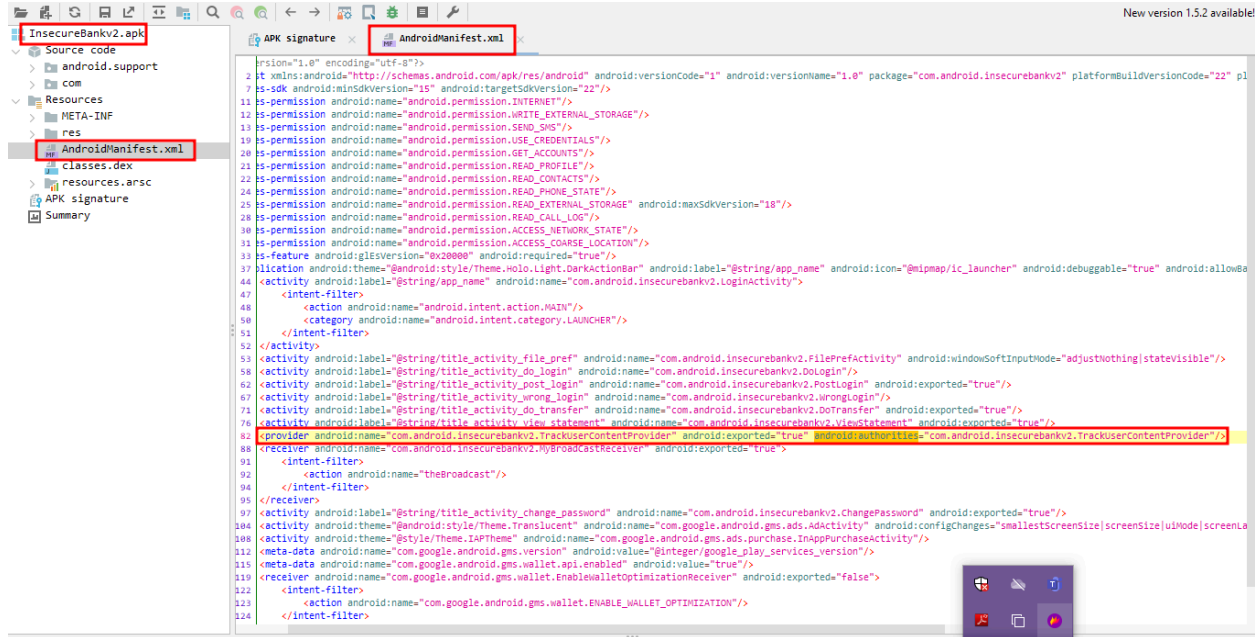 New version 1.5.2 available!
InsecureBankv2.apk
Source code
android.support
com
Resources
META-INF
res
AndroidManifest.xml
classes.dex
resources.arsc
APK signature
Summary
APK signature
AndroidManifest.xml
ersion="1.0" encoding="utf-8"?>
2 st xmlns:android="http://schemas.android.com/apk/res/android" android:versionCode="1" android:versionName="1.0" package="com.android.insecurebankv2" platformBuildVersionCode="22" pl
7 es-sdk android:minSdkVersion="15" android:targetSdkVersion="22"/>
11 es-permission android:name="android.permission.INTERNET"/>
12 es-permission android:name="android.permission.WRITE_EXTERNAL_STORAGE"/>
13 es-permission android:name="android.permission.SEND_SMS"/>
15 es-permission android:name="android.permission.USE_CREDENTIALS"/>
20 es-permission android:name="android.permission.GET_ACCOUNTS"/>
21 es-permission android:name="android.permission.READ_PROFILE"/>
22 es-permission android:name="android.permission.READ_CONTACTS"/>
24 es-permission android:name="android.permission.READ_PHONE_STATE"/>
25 es-permission android:name="android.permission.READ_EXTERNAL_STORAGE" android:maxSdkVersion="18"/>
28 es-permission android:name="android.permission.READ_CALL_LOG"/>
30 es-permission android:name="android.permission.ACCESS_NETWORK_STATE"/>
31 es-permission android:name="android.permission.ACCESS_COARSE_LOCATION"/>
33 es-feature android:glEsVersion="0x20000" android:required="true"/>
37 plication android:theme="@android:style/Theme.Holo.Light.DarkActionBar" android:label="@string/app_name" android:icon="@mipmap/ic_launcher" android:debuggable="true" android:allowBa
44 <activity android:label="@string/app_name" android:name="com.android.insecurebankv2.LoginActivity">
47 <intent-filter>
48 <action android:name="android.intent.action.MAIN"/>
50 <category android:name="android.intent.category.LAUNCHER"/>
51 </intent-filter>
52 </activity>
53 <activity android:label="@string/title_activity_file_pref" android:name="com.android.insecurebankv2.FilePrefActivity" android:windowSoftInputMode="adjustNothing|stateVisible"/>
58 <activity android:label="@string/title_activity_do_login" android:name="com.android.insecurebankv2.DoLogin"/>
62 <activity android:label="@string/title_activity_post_login" android:name="com.android.insecurebankv2.PostLogin" android:exported="true"/>
67 <activity android:label="@string/title_activity_wrong_login" android:name="com.android.insecurebankv2.WrongLogin"/>
71 <activity android:label="@string/title_activity_do_transfer" android:name="com.android.insecurebankv2.DoTransfer" android:exported="true"/>
76 <activity android:label="@string/title_activity_view_statement" android:name="com.android.insecurebankv2.ViewStatement" android:exported="true"/>
82 <provider android:name="com.android.insecurebankv2.TrackUserContentProvider" android:exported="true" android:authorities="com.android.insecurebankv2.TrackUserContentProvider"/>
88 <receiver android:name="com.android.insecurebankv2.MyBroadCastReceiver" android:exported="true">
91 <intent-filter>
92 <action android:name="theBroadcast"/>
94 </intent-filter>
95 </receiver>
97 <activity android:label="@string/title_activity_change_password" android:name="com.android.insecurebankv2.ChangePassword" android:exported="true"/>
104 <activity android:theme="@android:style/Theme.Translucent" android:name="com.google.android.gms.ads.AdActivity" android:configChanges="smallestScreenSize|screenSize|uiMode|screenLa
108 <activity android:theme="@style/Theme.IAPTheme" android:name="com.google.android.gms.ads.purchase.InAppPurchaseActivity"/>
112 <meta-data android:name="com.google.android.gms.version" android:value="@integer/google_play_services_version"/>
115 <meta-data android:name="com.google.android.gms.wallet.api.enabled" android:value="true"/>
119 <receiver android:name="com.google.android.gms.wallet.EnableWalletOptimizationReceiver" android:exported="false">
122 <intent-filter>
123 <action android:name="com.google.android.gms.wallet.ENABLE_WALLET_OPTIMIZATION"/>
124 </intent-filter>